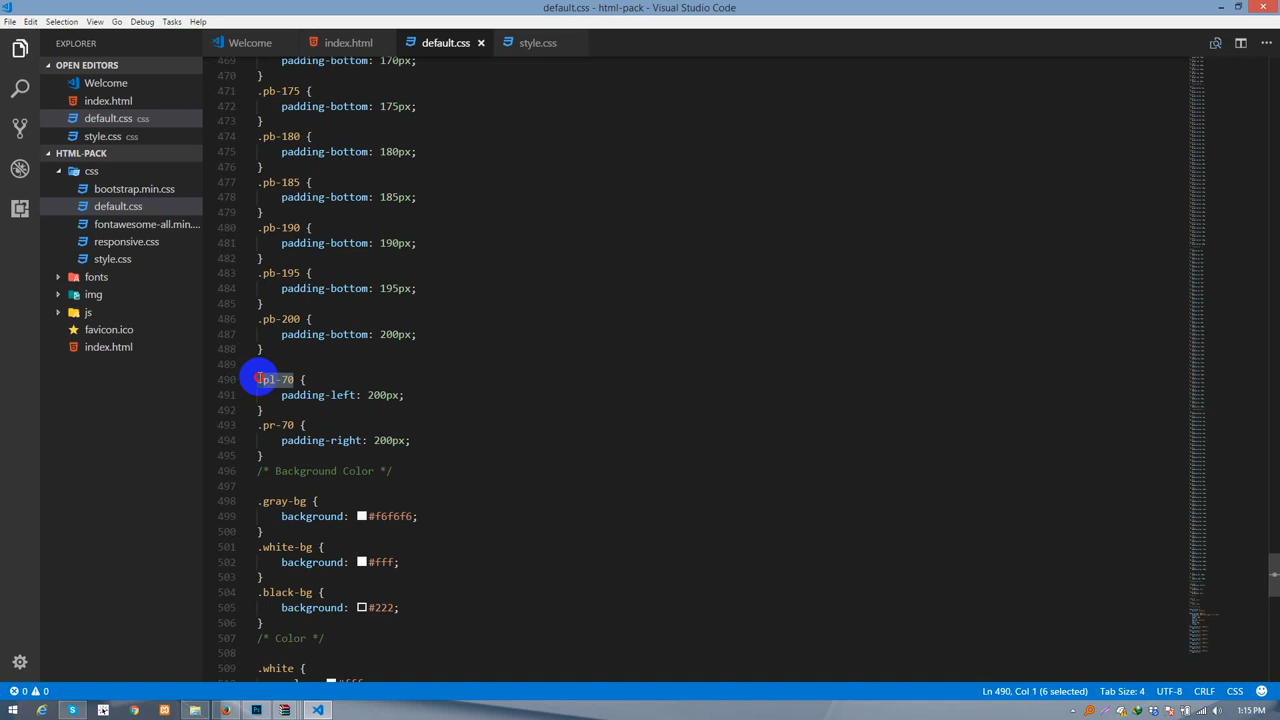 default.css - html-pack - Visual Studio Code
File Edit Selection View Go Debug Tasks Help
EXPLORER
Welcome
index.html
default.css
style.css
OPEN EDITORS
Welcome
index.html
default.css css
style.css css
HTML-PACK
css
bootstrap.min.css
default.css
fontawesome-all.min....
responsive.css
style.css
fonts
img
js
favicon.ico
index.html
469 padding-bottom: 170px;
470 }
471 .pb-175 {
472 padding-bottom: 175px;
473 }
474 .pb-180 {
475 padding-bottom: 180px;
476 }
477 .pb-185 {
478 padding-bottom: 185px;
479 }
480 .pb-190 {
481 padding-bottom: 190px;
482 }
483 .pb-195 {
484 padding-bottom: 195px;
485 }
486 .pb-200 {
487 padding-bottom: 200px;
488 }
489
490 .pl-70 {
491 padding-left: 200px;
492 }
493 .pr-70 {
494 padding-right: 200px;
495 }
496 /* Background Color */
497
498 .gray-bg {
499 background: #f6f6f6;
500 }
501 .white-bg {
502 background: #fff;
503 }
504 .black-bg {
505 background: #222;
506 }
507 /* Color */
508
509 .white {
0 0
Ln 490, Col 1 (6 selected) Tab Size: 4 UTF-8 CRLF CSS
1:15 PM